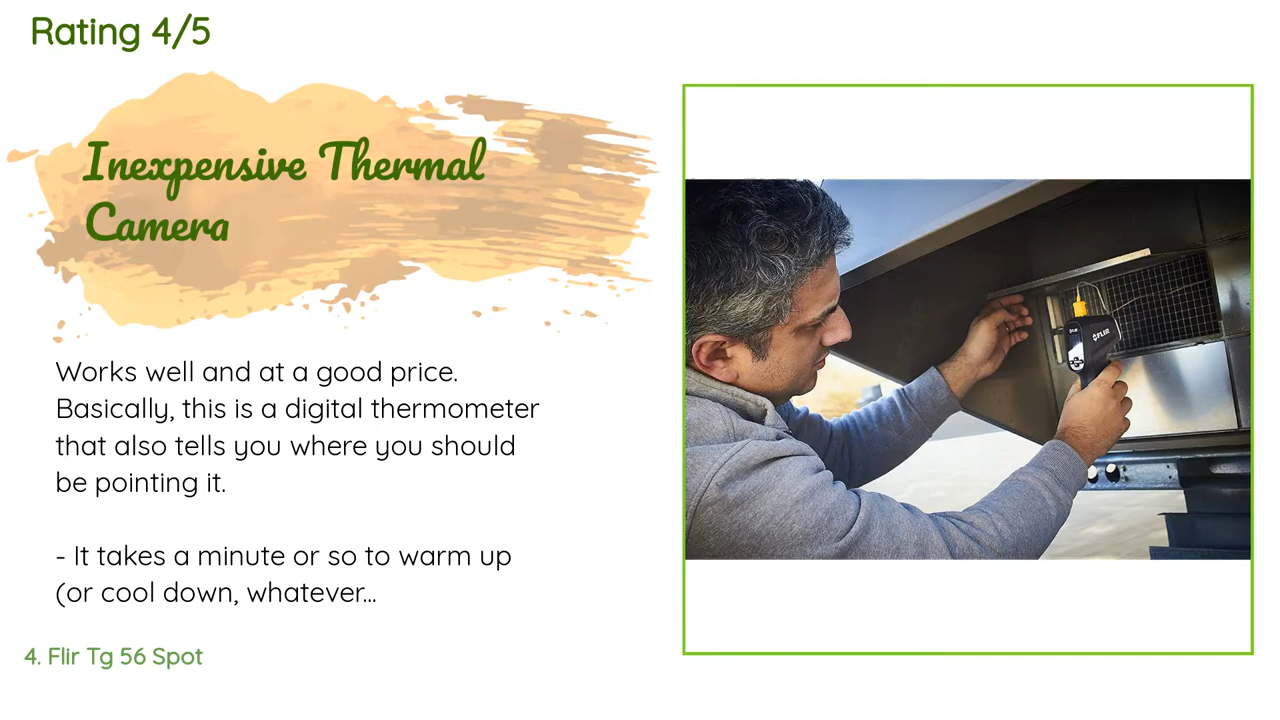 Rating 4/5
Inexpensive Thermal
Camera
Works well and at a good price.
Basically, this is a digital thermometer
that also tells you where you should
be pointing it.
- It takes a minute or so to warm up
(or cool down, whatever...
4. Flir Tg 56 Spot
FLIR